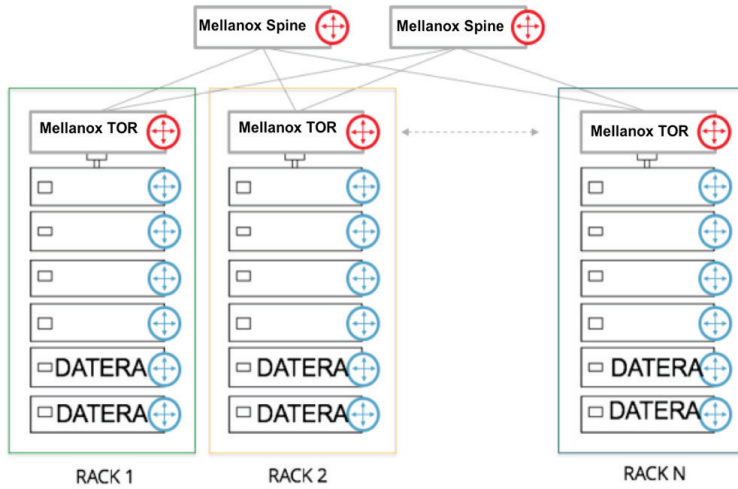 Mellanox Spine
Mellanox Spine
Mellanox TOR
Mellanox TOR
Mellanox TOR
DATERA
DATERA
DATERA
DATERA
DATERA
DATERA
RACK 1
RACK 2
RACK N